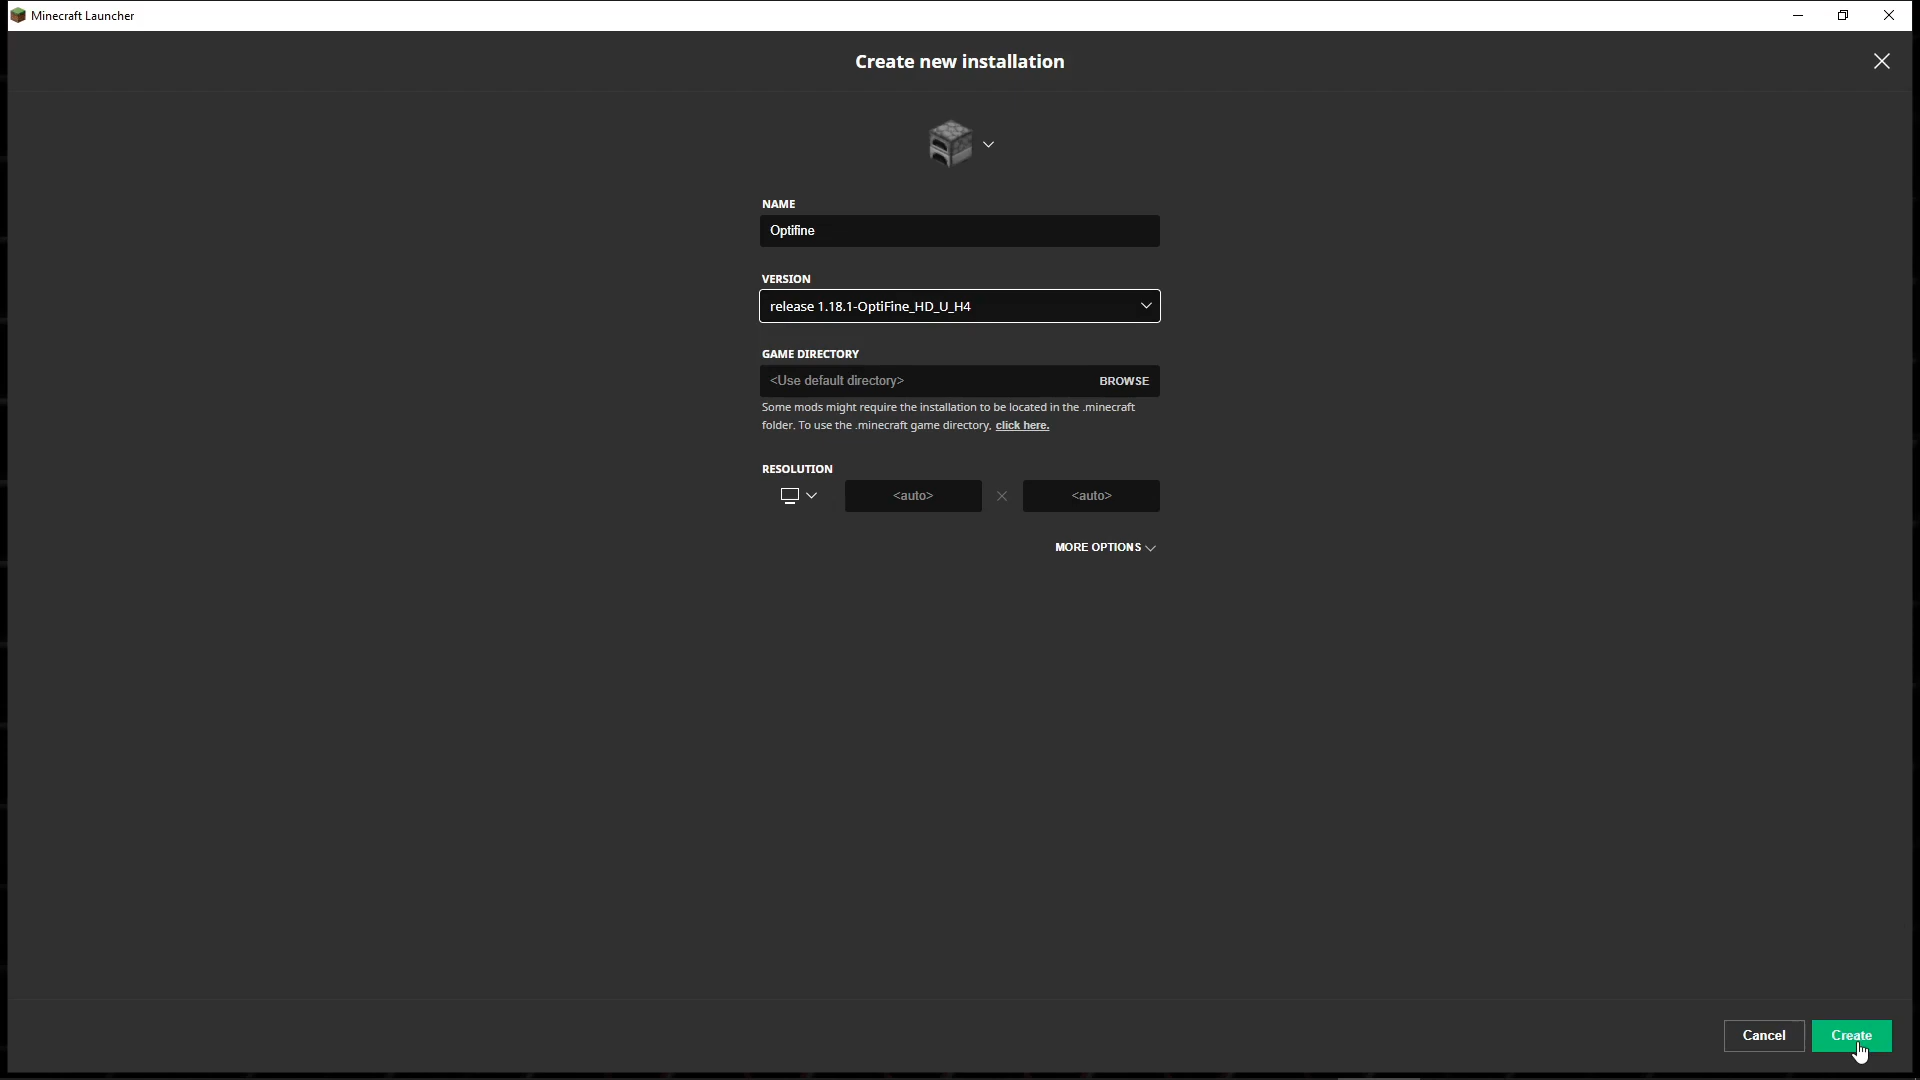 Minecraft Launcher
Create new installation
NAME
Optifine
VERSION
release 1.18.1-OptiFine_HD_U_H4
GAME DIRECTORY
<Use default directory> BROWSE
Some mods might require the installation to be located in the .minecraft
folder. To use the .minecraft game directory, click here.
RESOLUTION
<auto> <auto>
MORE OPTIONS
Cancel Create